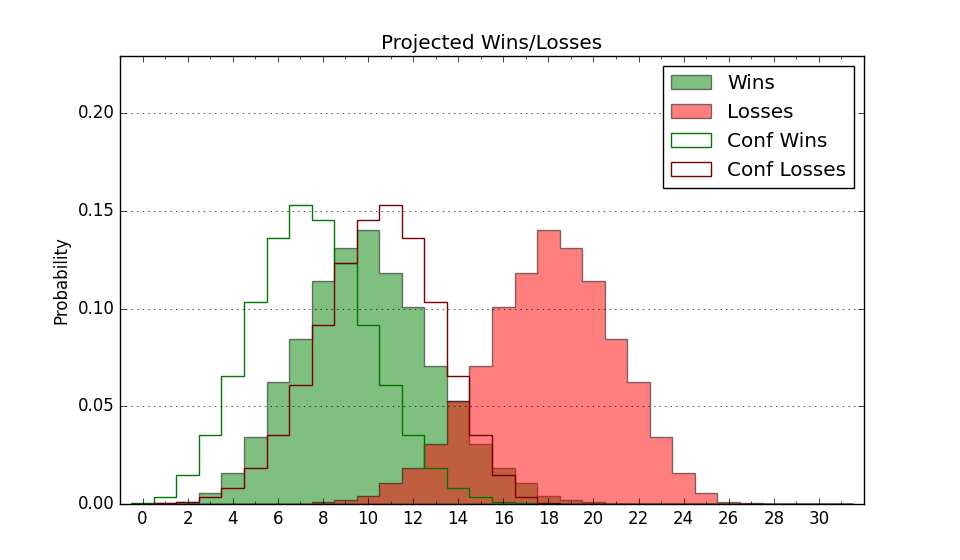 Projected Wins/Losses
Wins
Losses
Conf Wins
Conf Losses
Probability
0.20
0.15
0.10
0.05
0.00
0 2 4 6 8 10 12 14 16 18 20 22 24 26 28 30